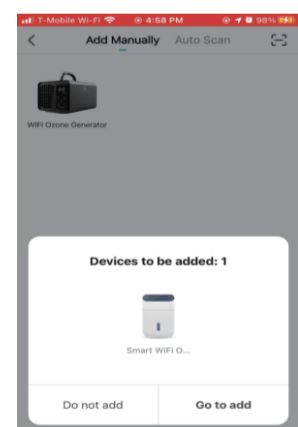 T-Mobile Wi-Fi 4:58 PM 98%
Add Manually Auto Scan
WIFI Ozone Generator
Devices to be added: 1
Smart WiFi O...
Do not add Go to add